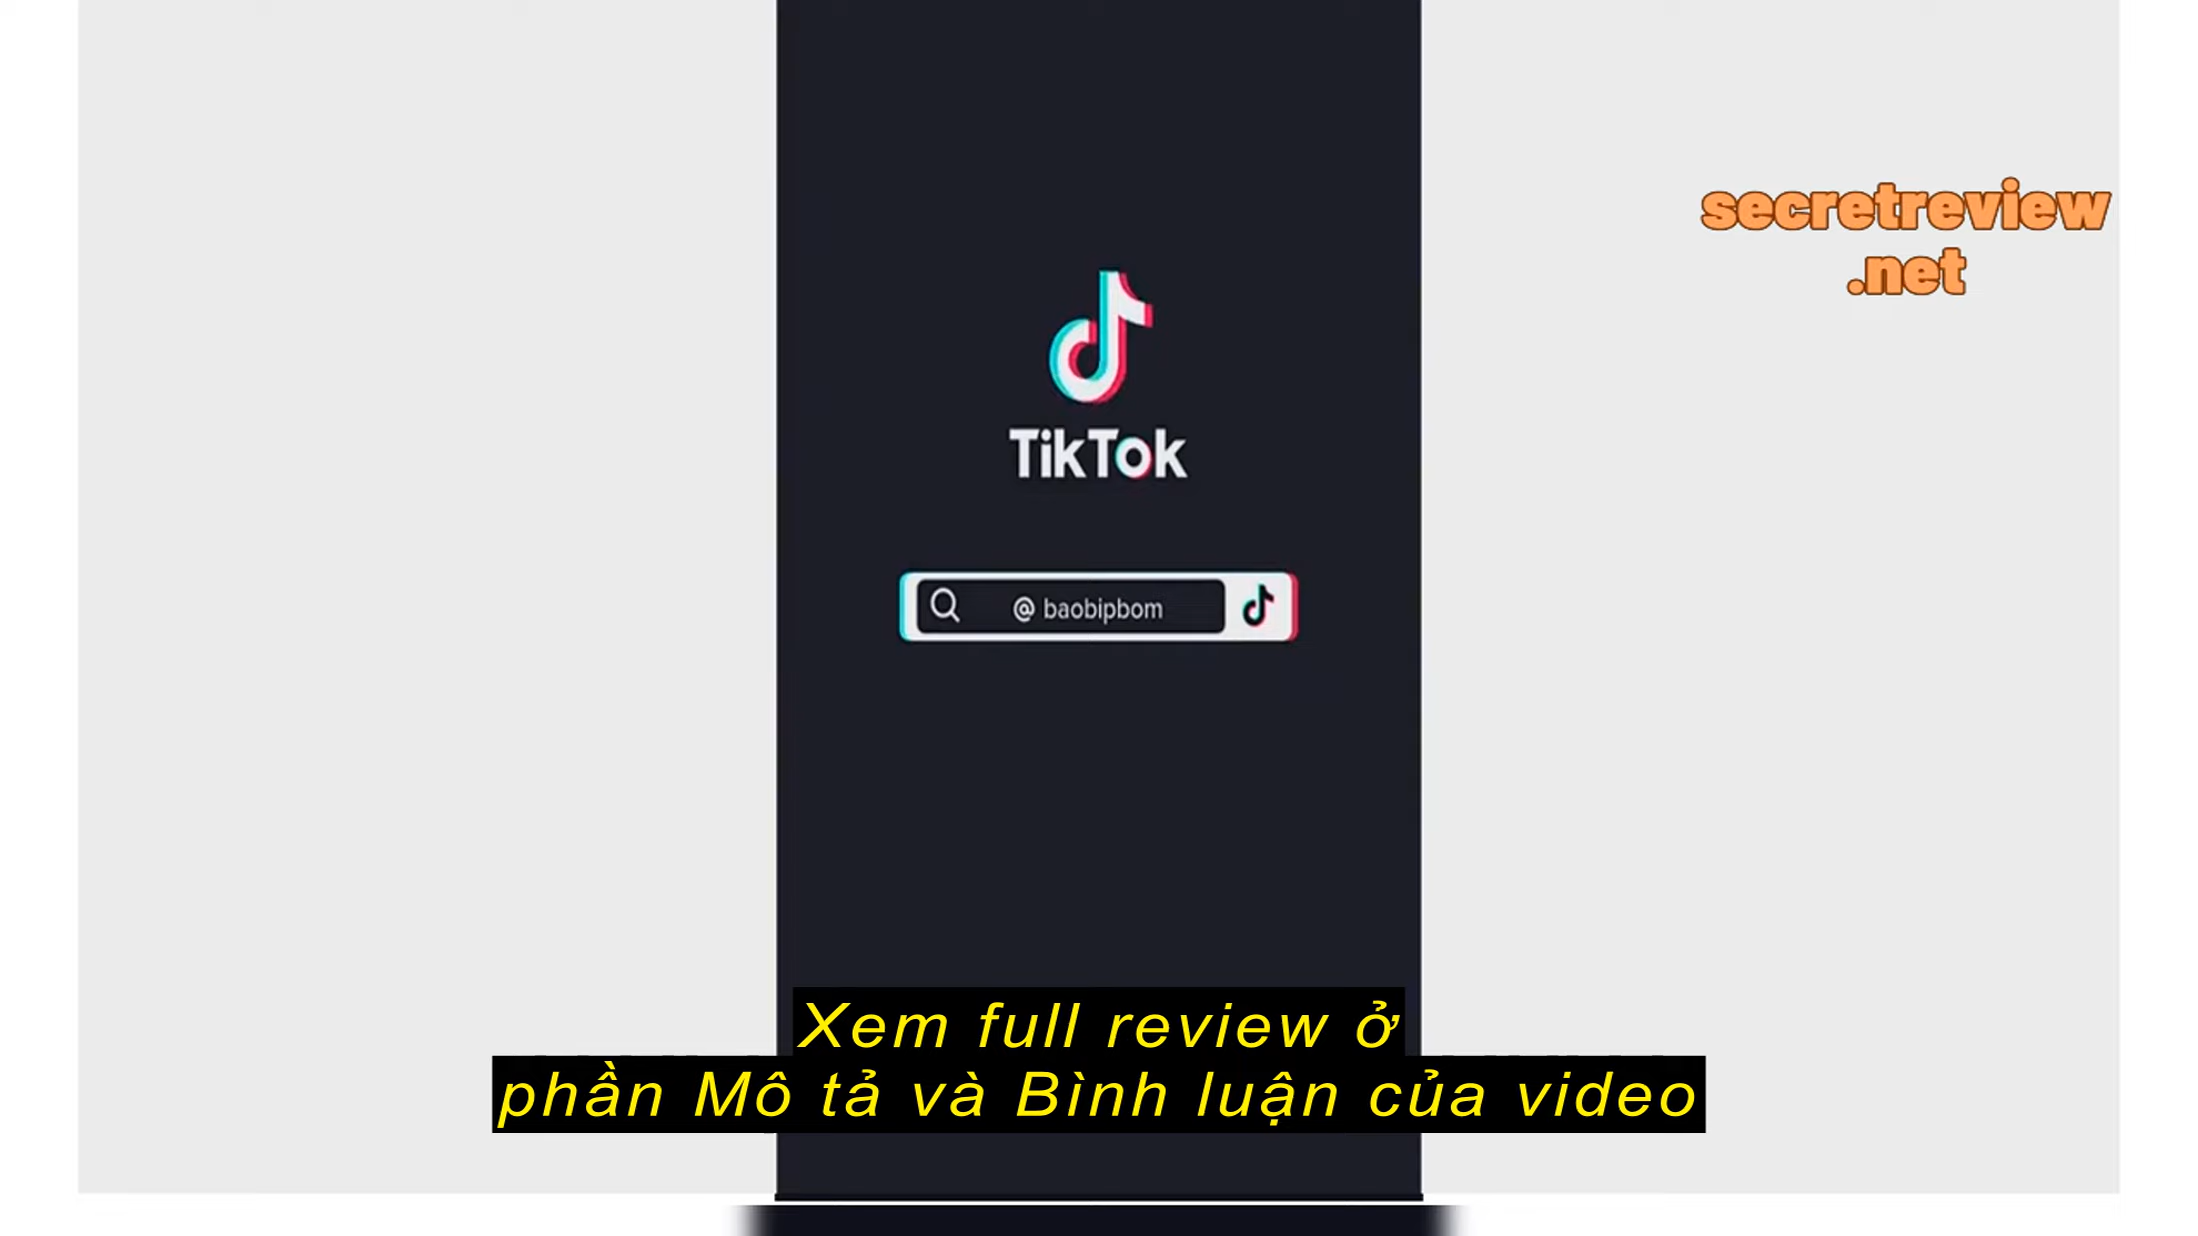 secretreview
.net
TikTok
@ baobipbom
Xem full review ở
phần Mô tả và Bình luận của video